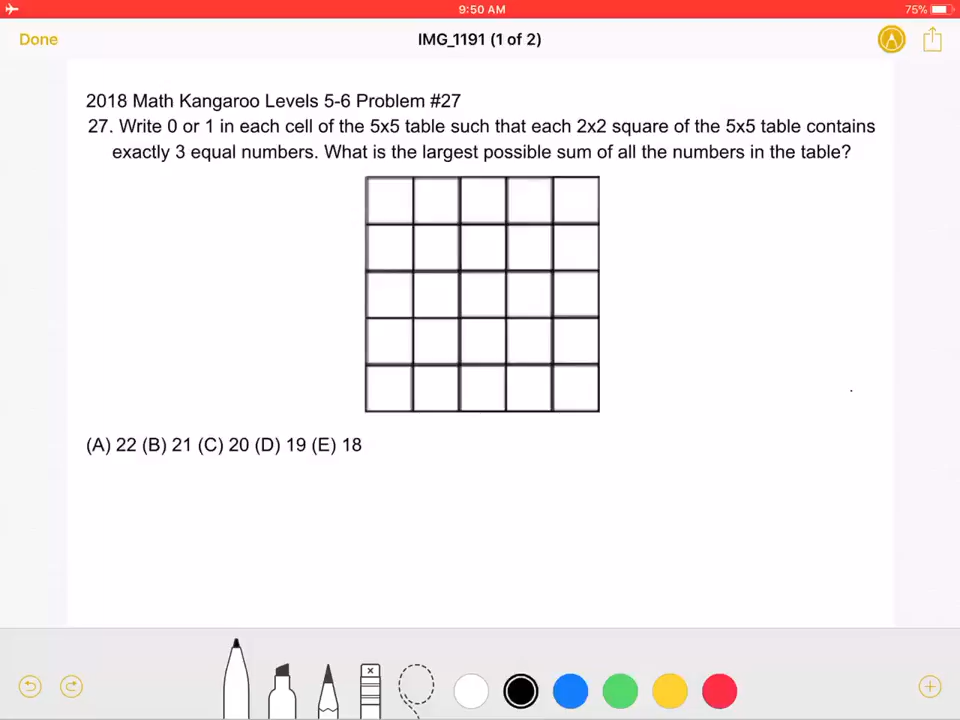 9:50 AM
75%
Done
IMG_1191 (1 of 2)
2018 Math Kangaroo Levels 5-6 Problem #27
27. Write 0 or 1 in each cell of the 5x5 table such that each 2x2 square of the 5x5 table contains
exactly 3 equal numbers. What is the largest possible sum of all the numbers in the table?
(A) 22 (B) 21 (C) 20 (D) 19 (E) 18